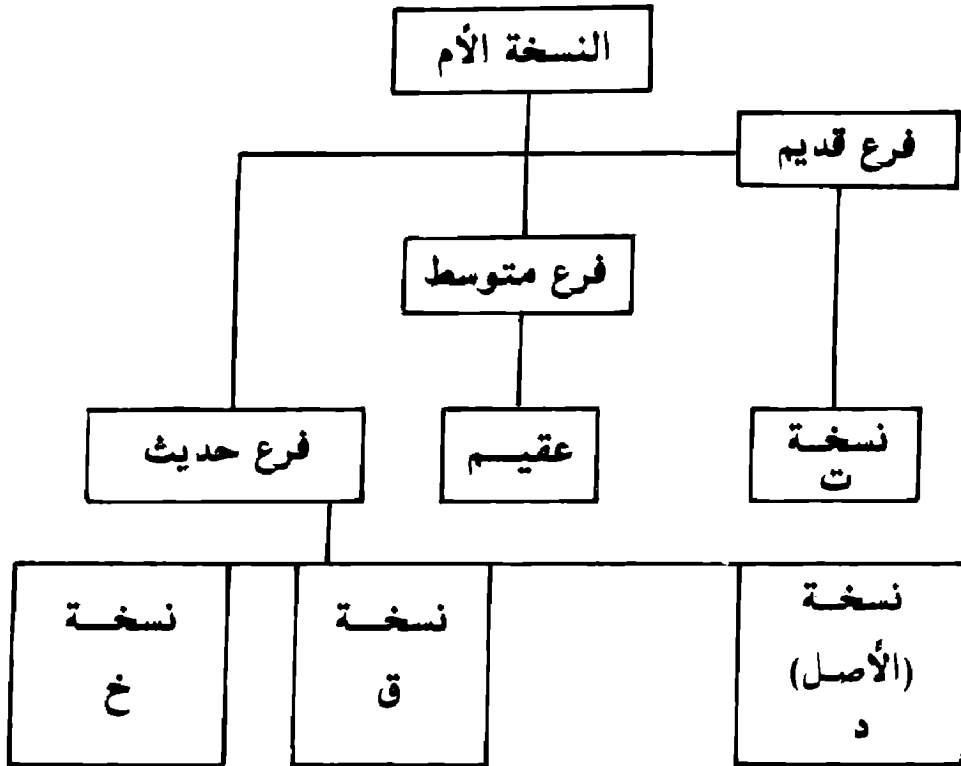 النسخة الأم
فرع قديم
فرع متوسط
فرع حديث
عقيم
نسخة
ت
نسخة
(الأصل)
د
نسخة
ق
نسخة
خ